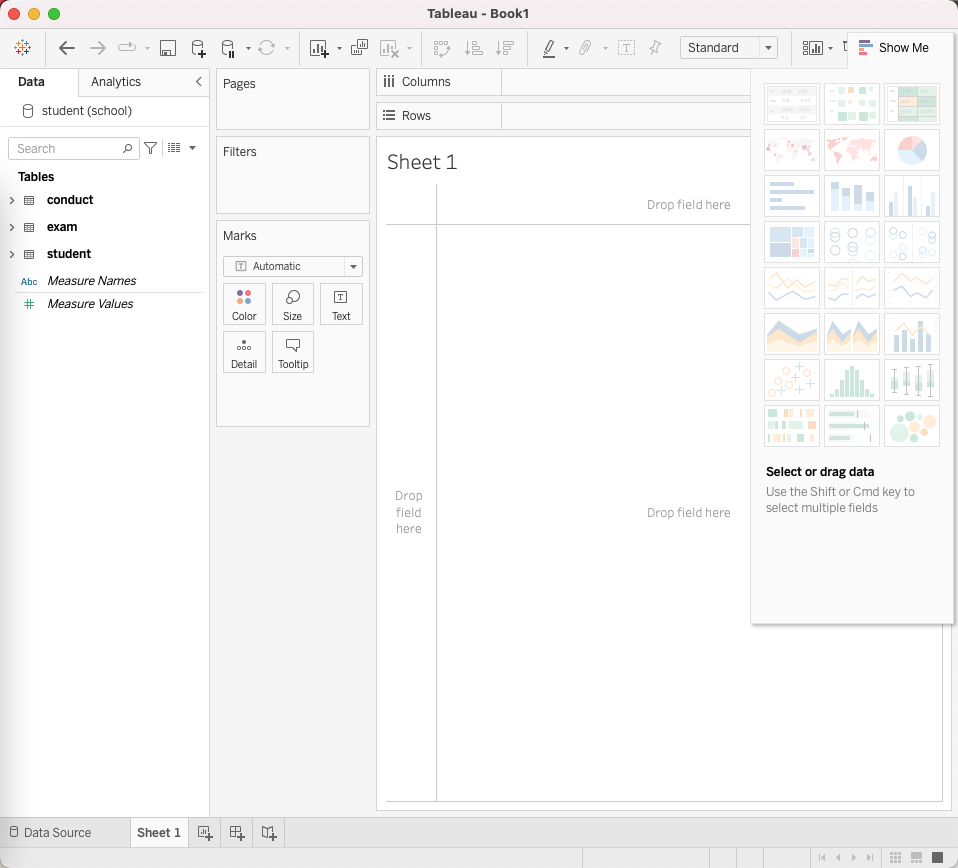 Tableau - Book1
Standard
Show Me
Data
Analytics
Pages
Columns
student (school)
Rows
Search
Filters
Sheet 1
Tables
conduct
Drop field here
exam
Marks
student
Automatic
Abc
Measure Names
Measure Values
Color
Size
Text
Detail
Tooltip
Select or drag data
Use the Shift or Cmd key to
select multiple fields
Drop
field
here
Drop field here
Data Source
Sheet 1